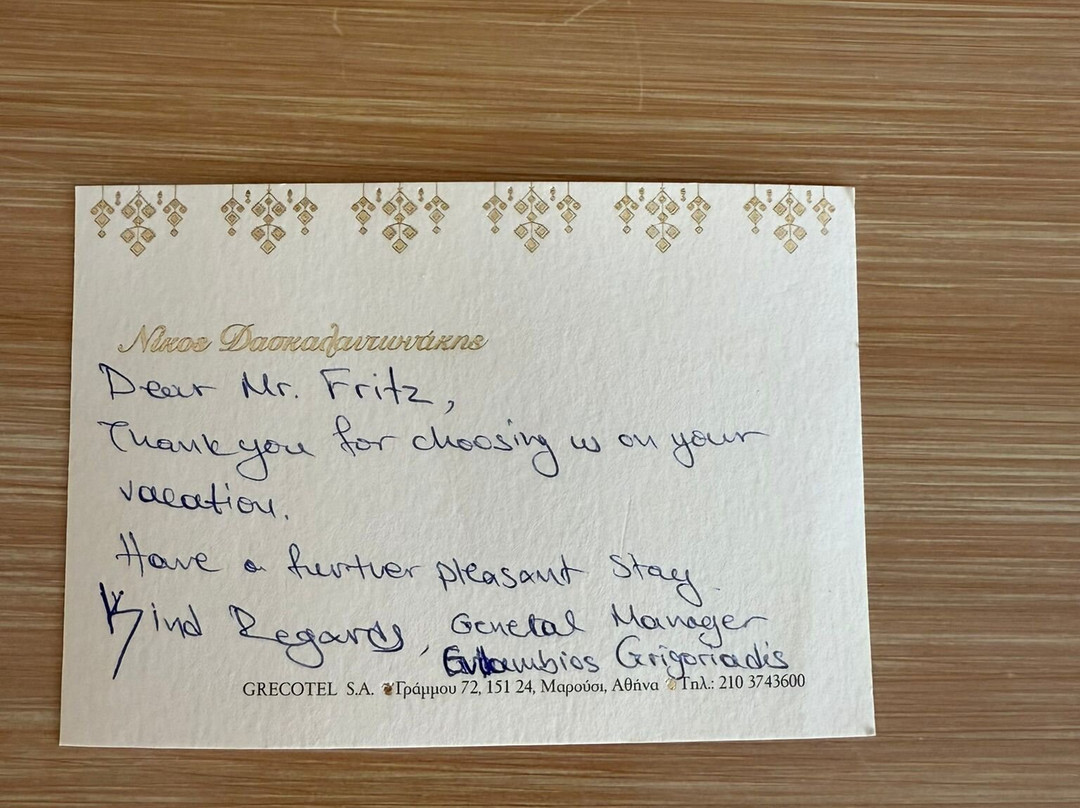 Νίκος Δασκαλαντωνάκης
Dear Mr. Fritz,
Thank you for choosing us on your
vacation.
Have a further pleasant stay.
Kind Regards, General Manager
Grigoriadis
GRECOTEL S.A. Γράμμου 72, 151 24, Μαρούσι, Αθήνα Τηλ.: 210 3743600